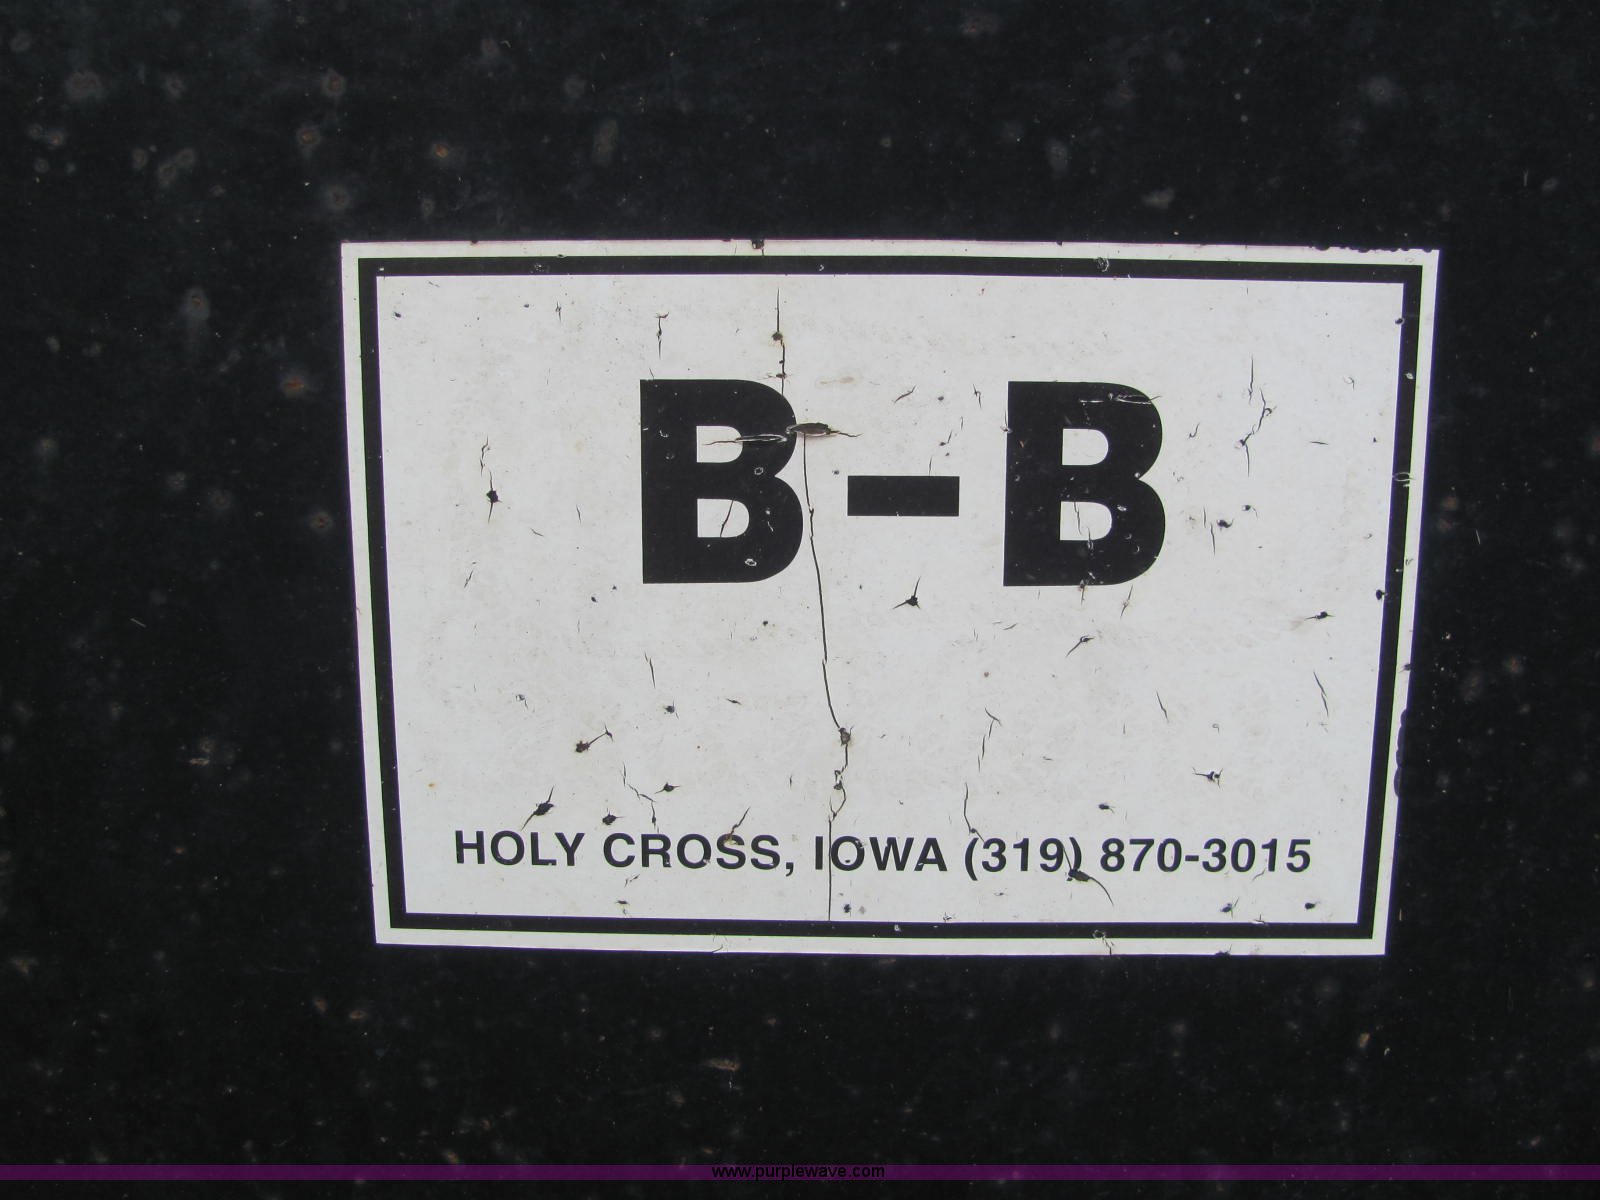 B-B
HOLY CROSS, IOWA (319) 870-3015
www.purplewave.com